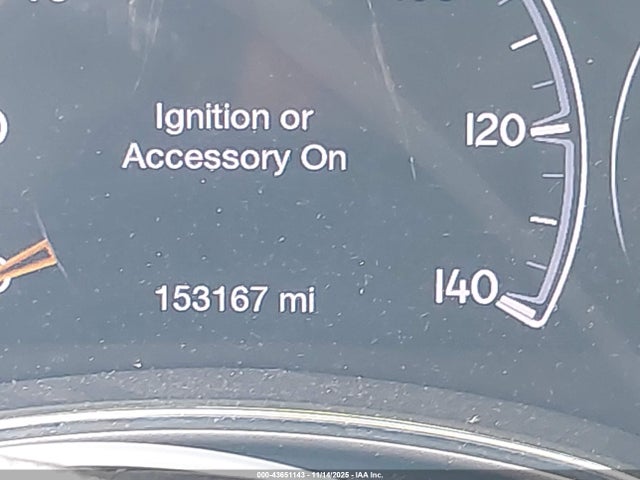 Ignition or
Accessory On
120
153167 mi
140
000-43651143 - 11/14/2025 - IAA Inc.